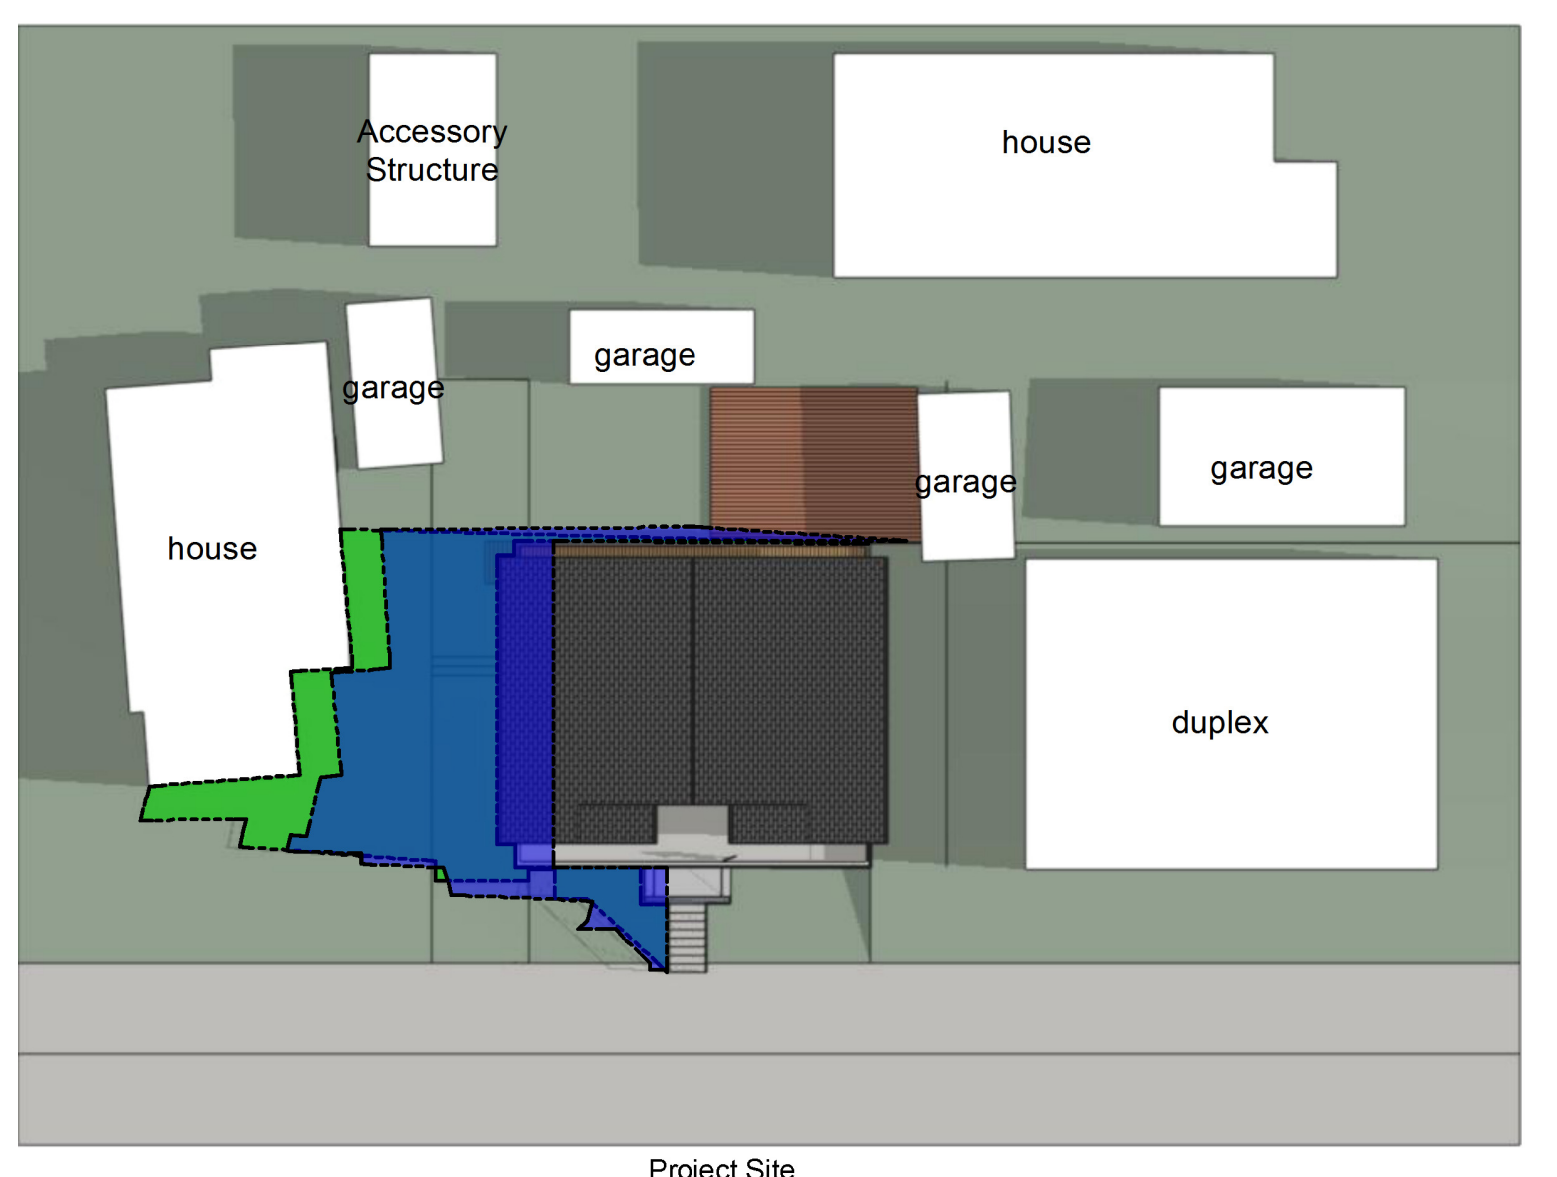 Accessory
Structure
house
garage
garage
garage
garage
house
duplex
Project Site